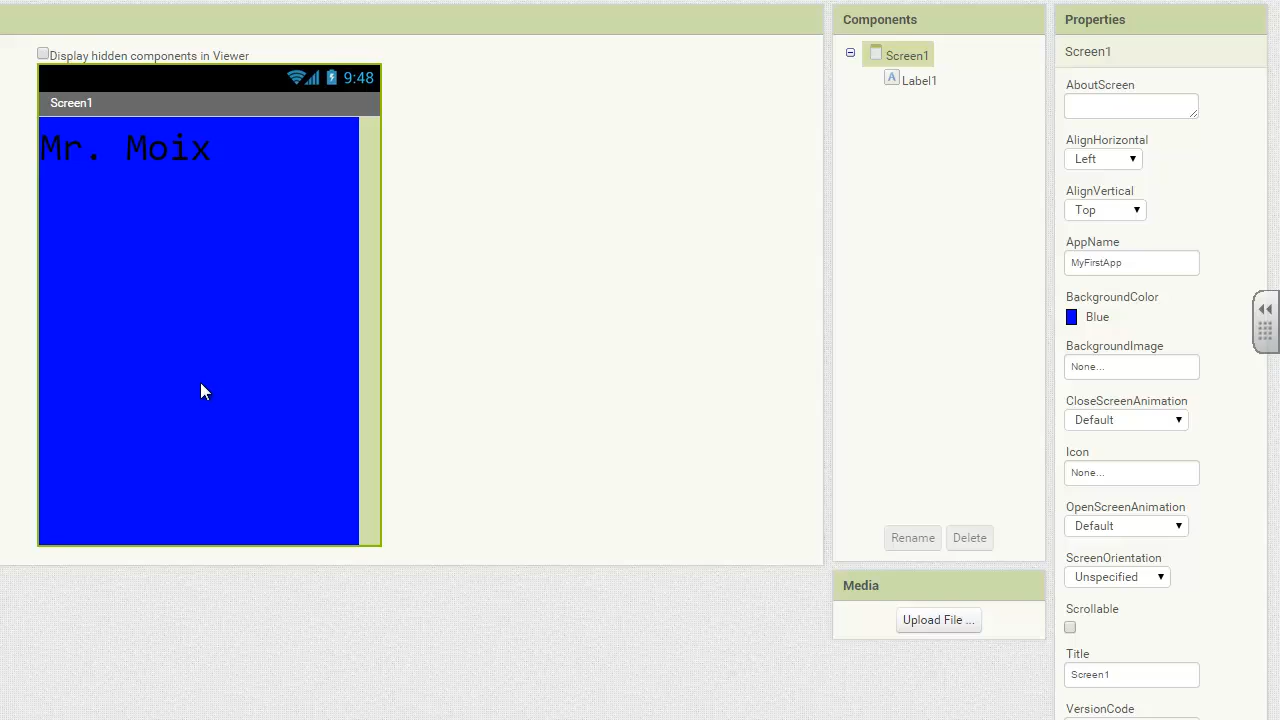 Display hidden components in Viewer
9:48
Screen1
Mr. Moix
Components
Screen1
A Label1
Rename Delete
Media
Upload File ...
Properties
Screen1
AboutScreen
AlignHorizontal
Left
AlignVertical
Top
AppName
MyFirstApp
BackgroundColor
Blue
BackgroundImage
None...
CloseScreenAnimation
Default
Icon
None...
OpenScreenAnimation
Default
ScreenOrientation
Unspecified
Scrollable
Title
Screen1
VersionCode